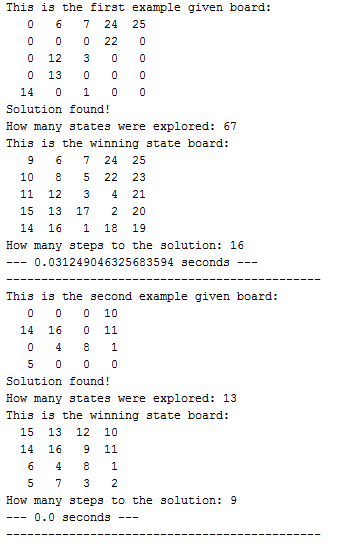 This is the first example given board:
0 6 7 24 25
0 0 0 22 0
0 12 3 0 0
0 13 0 0 0
14 0 1 0 0
Solution found!
How many states were explored: 67
This is the winning state board:
9 6 7 24 25
10 8 5 22 23
11 12 3 4 21
15 13 17 2 20
14 16 1 18 19
How many steps to the solution: 16
--- 0.031249046325683594 seconds ---
---------------------------------------------
This is the second example given board:
0 0 0 10
14 16 0 11
0 4 8 1
5 0 0 0
Solution found!
How many states were explored: 13
This is the winning state board:
15 13 12 10
14 16 9 11
6 4 8 1
5 7 3 2
How many steps to the solution: 9
--- 0.0 seconds ---
---------------------------------------------